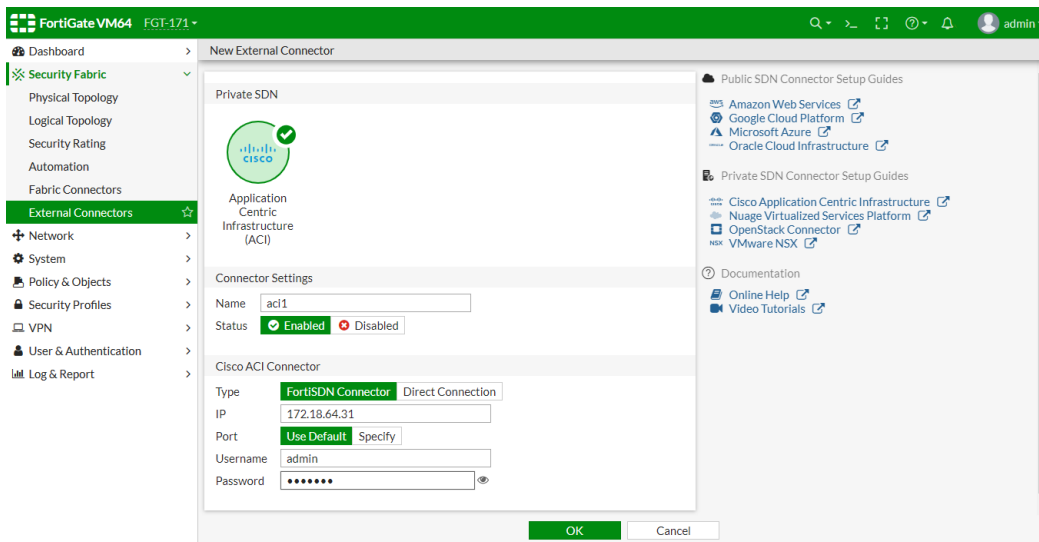 FortiGate VM64 FGT-171
admin
Dashboard
Security Fabric
Physical Topology
Logical Topology
Security Rating
Automation
Fabric Connectors
External Connectors
Network
System
Policy & Objects
Security Profiles
VPN
User & Authentication
Log & Report
New External Connector
Private SDN
CISCO
Application
Centric
Infrastructure
(ACI)
Connector Settings
Name aci1
Status Enabled Disabled
Cisco ACI Connector
Type FortiSDN Connector Direct Connection
IP 172.18.64.31
Port Use Default Specify
Username admin
Password •••••••
OK Cancel
Public SDN Connector Setup Guides
aws Amazon Web Services
Google Cloud Platform
Microsoft Azure
Oracle Cloud Infrastructure
Private SDN Connector Setup Guides
Cisco Application Centric Infrastructure
Nuage Virtualized Services Platform
OpenStack Connector
NSX VMware NSX
Documentation
Online Help
Video Tutorials